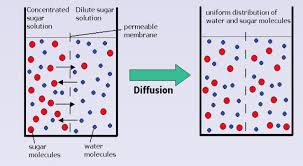 Concentrated
sugar
solution
Dilute sugar
solution
permeable
membrane
uniform distribution of
water and sugar molecules
Diffusion
sugar
molecules
water
molecules